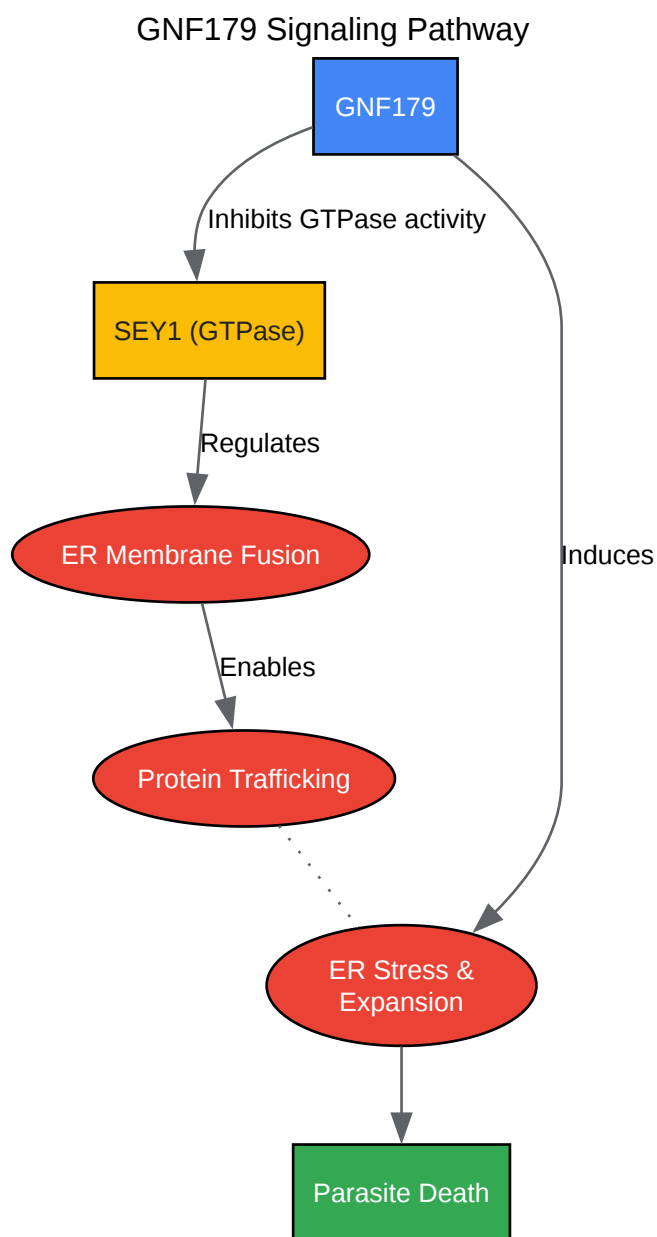 GNF179 Signaling Pathway
GNF179
Inhibits GTPase activity
SEY1 (GTPase)
Regulates
ER Membrane Fusion
Induces
Enables
Protein Trafficking
ER Stress &
Expansion
Parasite Death